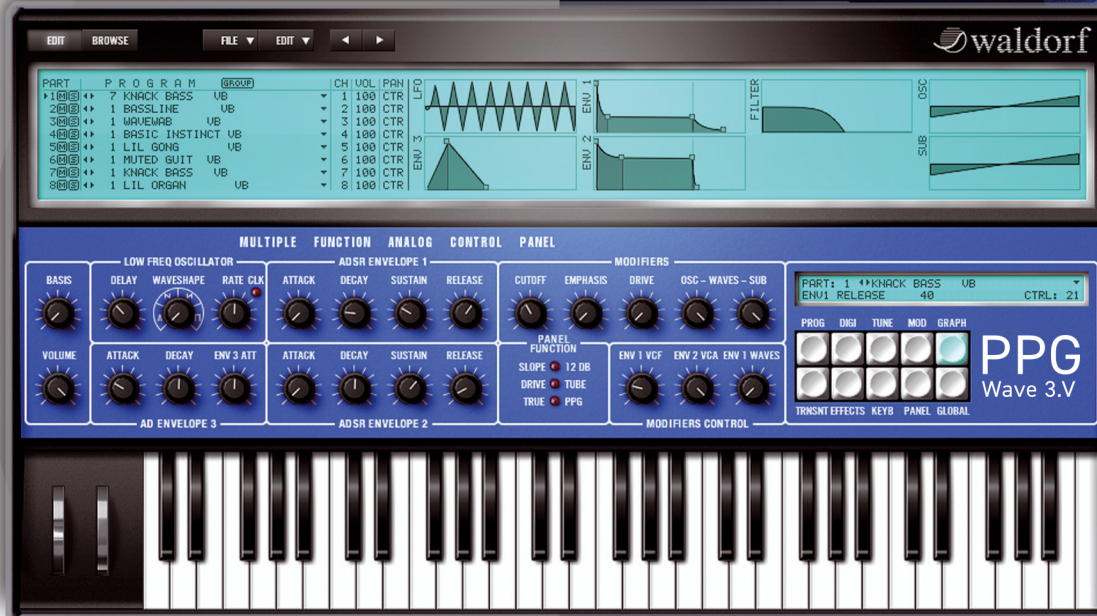 EDIT BROWSE FILE EDIT
waldorf
PART PROGRAM GROUP CH VOL PAN
1 M S 7 KNACK BASS VB 1 100 CTR
2 M S 1 BASSLINE VB 2 100 CTR
3 M S 1 WAVEWAB VB 3 100 CTR
4 M S 1 BASIC INSTINCT VB 4 100 CTR
5 M S 1 LIL GONG VB 5 100 CTR
6 M S 1 MUTED GUIT VB 6 100 CTR
7 M S 1 KNACK BASS VB 7 100 CTR
8 M S 1 LIL ORGAN VB 8 100 CTR
LFO
ENV 1
FILTER
OSC
ENV 3
ENV 2
SUB
MULTIPLE FUNCTION ANALOG CONTROL PANEL
LOW FREQ OSCILLATOR
ADSR ENVELOPE 1
MODIFIERS
BASIS
DELAY WAVESHAPE RATE CLK
ATTACK DECAY SUSTAIN RELEASE
CUTOFF EMPHASIS DRIVE OSC - WAVES - SUB
PART: 1 KNACK BASS VB
ENV1 RELEASE 40 CTRL: 21
PROG DIGI TUNE MOD GRAPH
TRNSNT EFFECTS KEYB PANEL GLOBAL
PPG
Wave 3.V
VOLUME
ATTACK DECAY ENV 3 ATT
AD ENVELOPE 3
ATTACK DECAY SUSTAIN RELEASE
ADSR ENVELOPE 2
PANEL
FUNCTION
SLOPE 12 DB
DRIVE TUBE
TRUE PPG
ENV 1 VCF ENV 2 VCA ENV 1 WAVES
MODIFIERS CONTROL